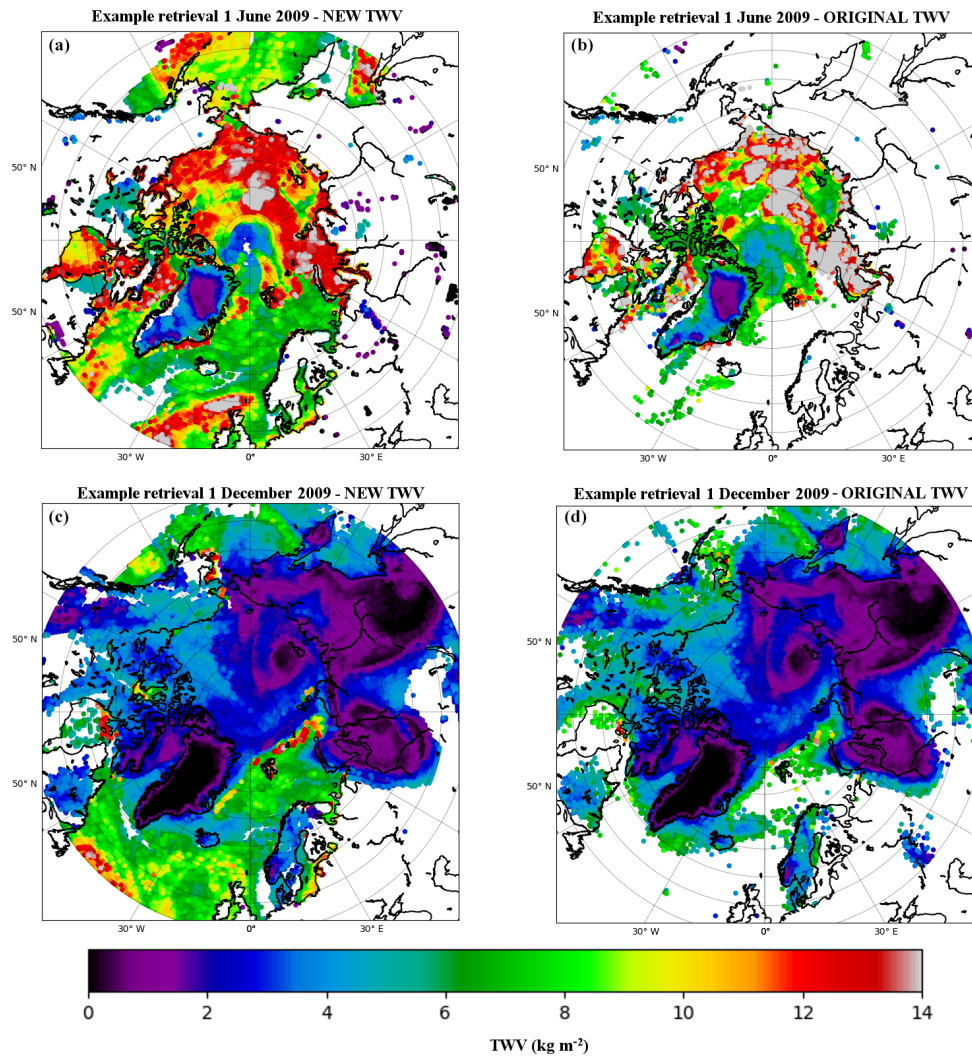 Example retrieval 1 June 2009 - NEW TWV
Example retrieval 1 June 2009 - ORIGINAL TWV
(a)
(b)
50° N
50° N
50° N
50° N
30° W
0°
30° E
30° W
0°
30° E
Example retrieval 1 December 2009 - NEW TWV
Example retrieval 1 December 2009 - ORIGINAL TWV
(c)
(d)
50° N
50° N
50° N
50° N
30° W
0°
30° E
30° W
0°
30° E
0
2
4
6
8
10
12
14
TWV (kg m⁻²)